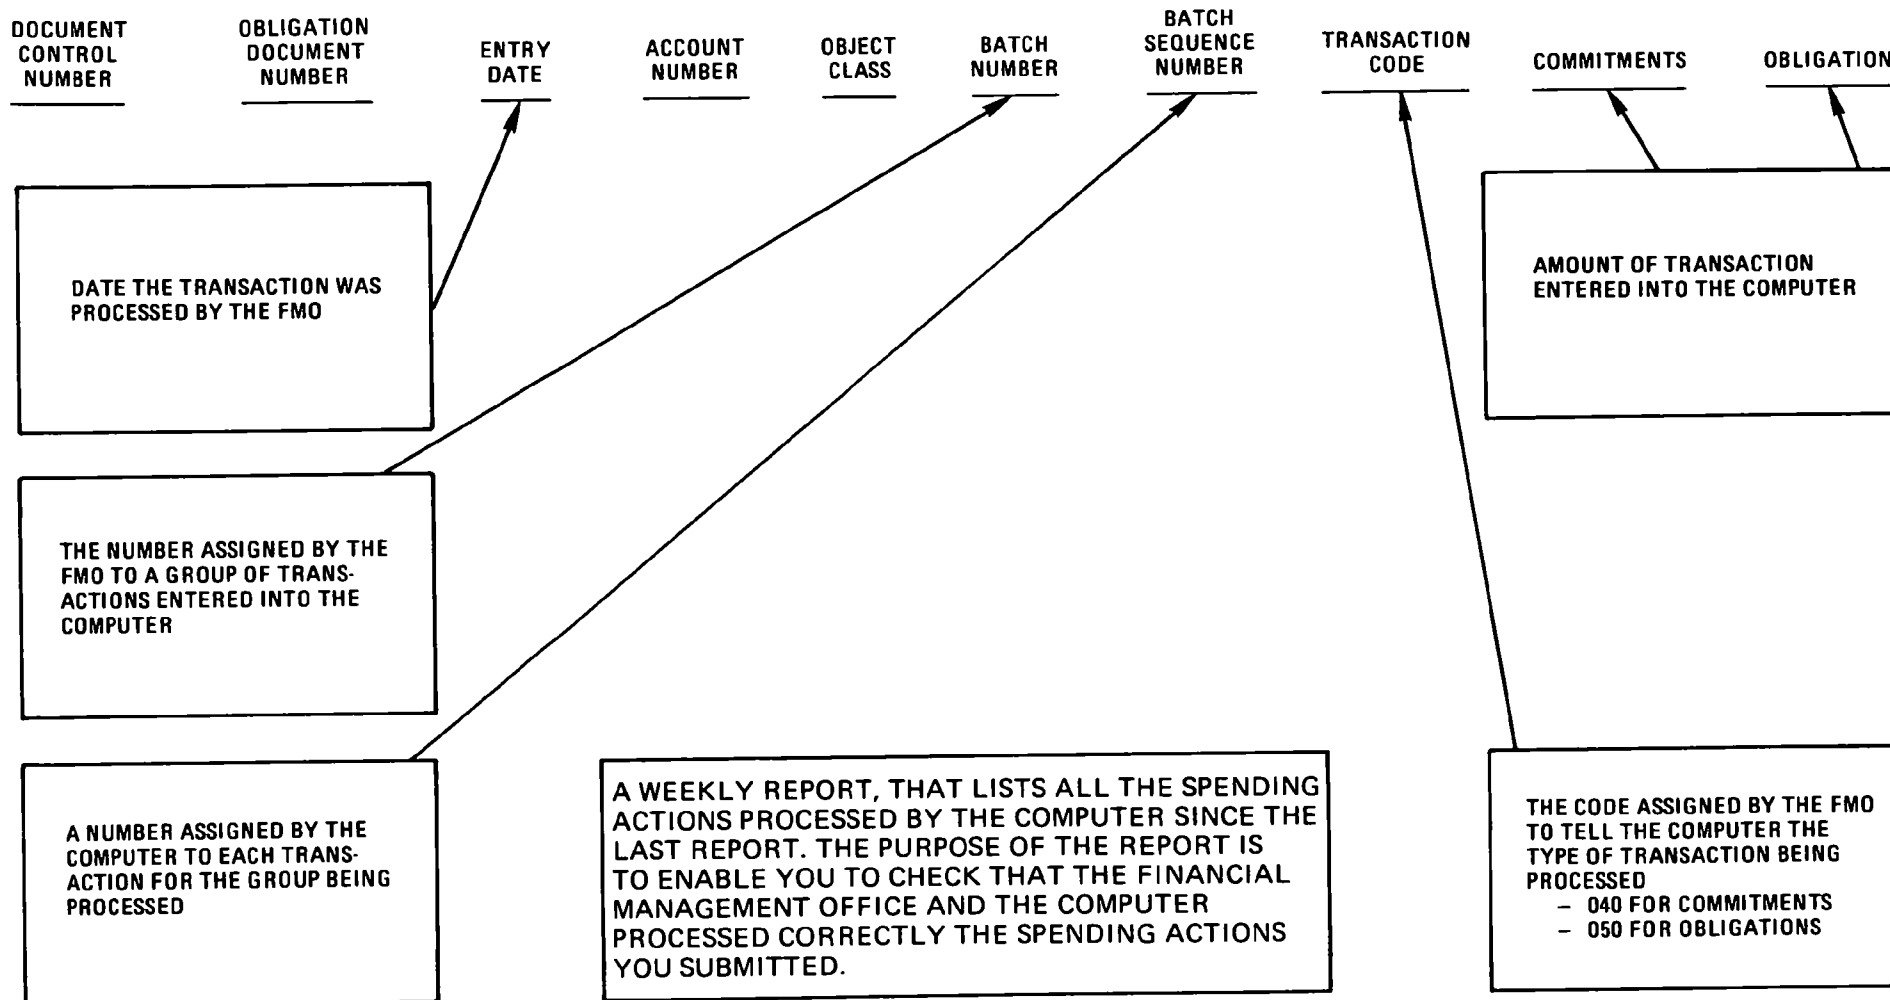 DOCUMENT
CONTROL
NUMBER
OBLIGATION
DOCUMENT
NUMBER
ENTRY
DATE
ACCOUNT
NUMBER
OBJECT
CLASS
BATCH
NUMBER
BATCH
SEQUENCE
NUMBER
TRANSACTION
CODE
COMMITMENTS
OBLIGATION
DATE THE TRANSACTION WAS
PROCESSED BY THE FMO
AMOUNT OF TRANSACTION
ENTERED INTO THE COMPUTER
THE NUMBER ASSIGNED BY THE
FMO TO A GROUP OF TRANS-
ACTIONS ENTERED INTO THE
COMPUTER
A NUMBER ASSIGNED BY THE
COMPUTER TO EACH TRANS-
ACTION FOR THE GROUP BEING
PROCESSED
A WEEKLY REPORT, THAT LISTS ALL THE SPENDING
ACTIONS PROCESSED BY THE COMPUTER SINCE THE
LAST REPORT. THE PURPOSE OF THE REPORT IS
TO ENABLE YOU TO CHECK THAT THE FINANCIAL
MANAGEMENT OFFICE AND THE COMPUTER
PROCESSED CORRECTLY THE SPENDING ACTIONS
YOU SUBMITTED.
THE CODE ASSIGNED BY THE FMO
TO TELL THE COMPUTER THE
TYPE OF TRANSACTION BEING
PROCESSED
– 040 FOR COMMITMENTS
– 050 FOR OBLIGATIONS